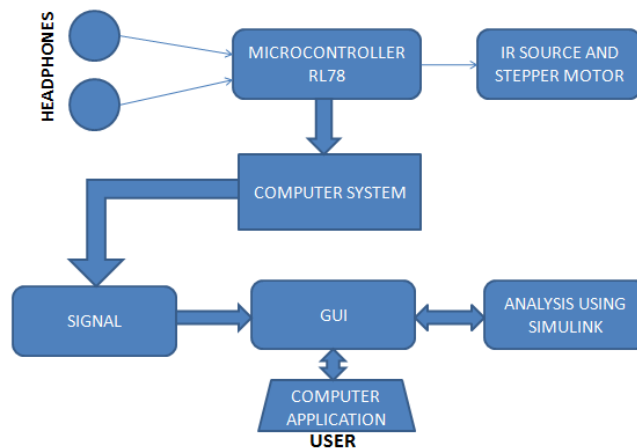 HEADPHONES
MICROCONTROLLER
RL78
IR SOURCE AND
STEPPER MOTOR
COMPUTER SYSTEM
SIGNAL
GUI
ANALYSIS USING
SIMULINK
COMPUTER
APPLICATION
USER